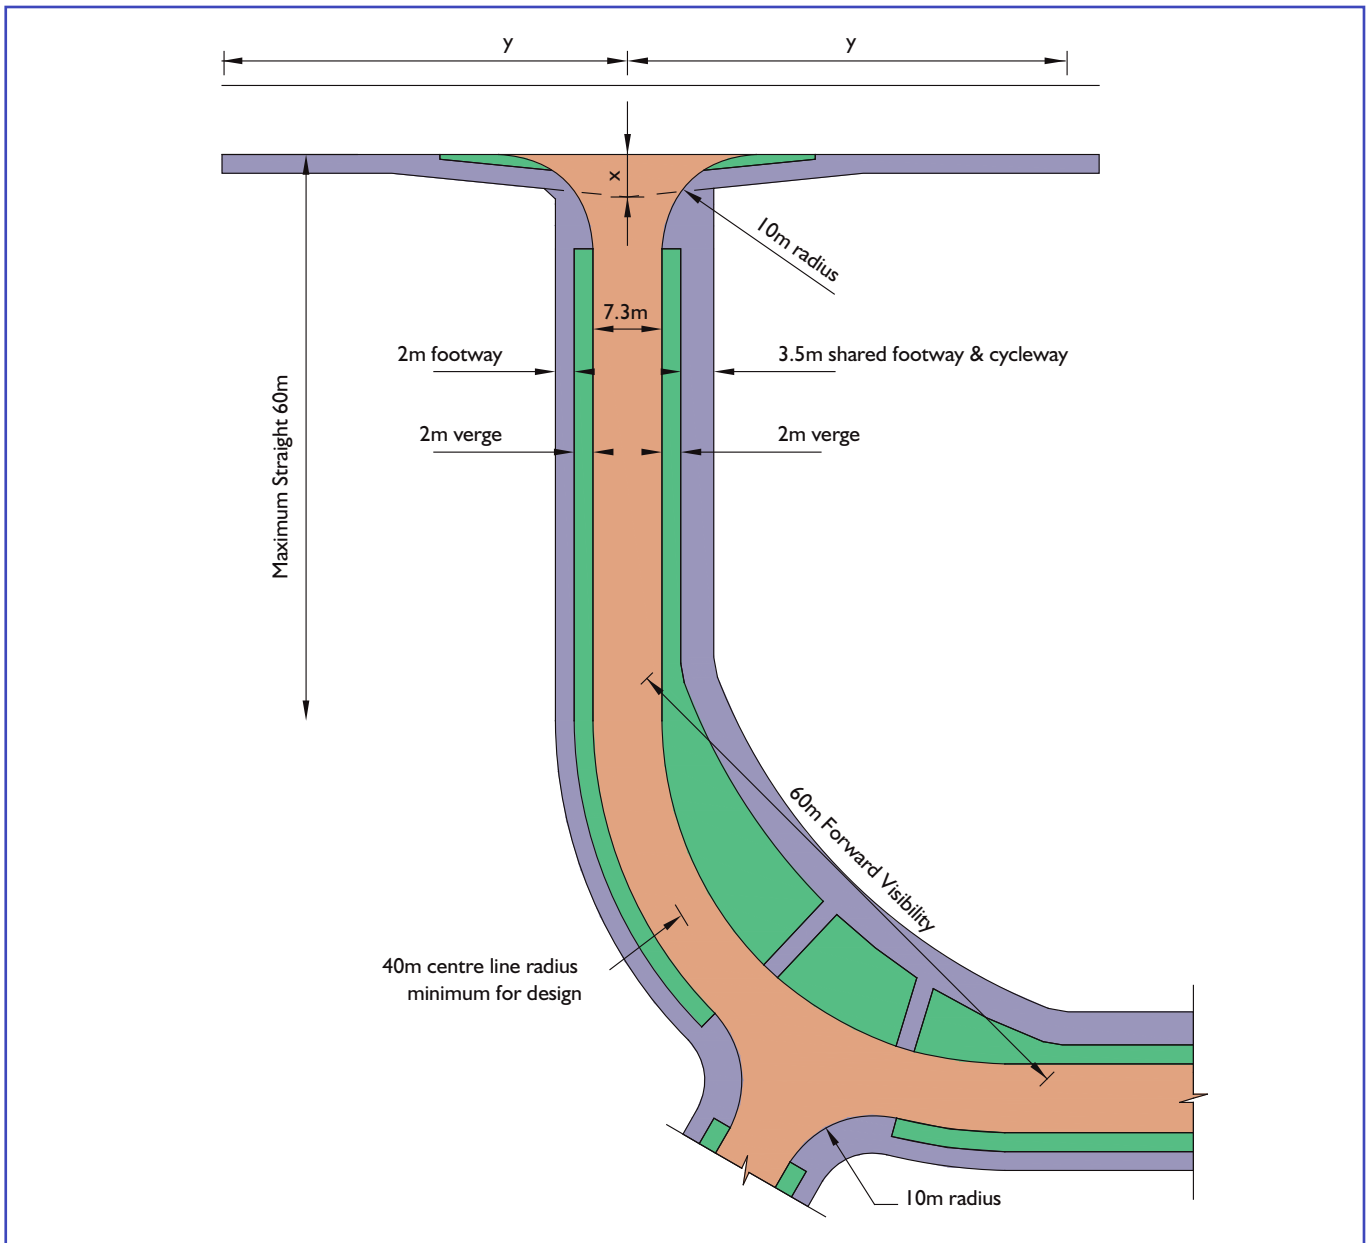 y
y
x
10m radius
7.3m
2m footway
3.5m shared footway & cycleway
Maximum Straight 60m
2m verge
2m verge
60m Forward Visibility
40m centre line radius
minimum for design
10m radius